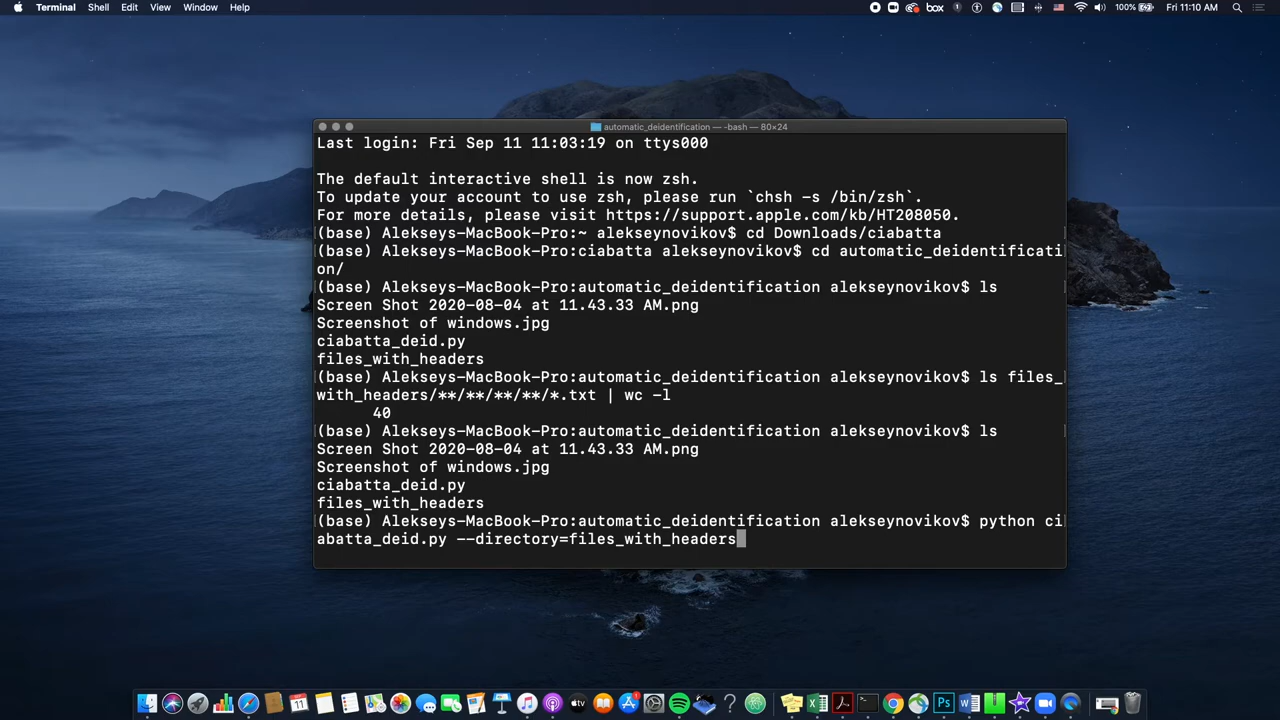 Terminal Shell Edit View Window Help
box 100% Fri 11:10 AM
automatic_deidentification — -bash — 80×24
Last login: Fri Sep 11 11:03:19 on ttys000
The default interactive shell is now zsh.
To update your account to use zsh, please run `chsh -s /bin/zsh`.
For more details, please visit https://support.apple.com/kb/HT208050.
(base) Alekseys-MacBook-Pro:~ alekseynovikov$ cd Downloads/ciabatta
(base) Alekseys-MacBook-Pro:ciabatta alekseynovikov$ cd automatic_deidentificati
on/
(base) Alekseys-MacBook-Pro:automatic_deidentification alekseynovikov$ ls
Screen Shot 2020-08-04 at 11.43.33 AM.png
Screenshot of windows.jpg
ciabatta_deid.py
files_with_headers
(base) Alekseys-MacBook-Pro:automatic_deidentification alekseynovikov$ ls files_
with_headers/**/**/**/**/*.txt | wc -l
40
(base) Alekseys-MacBook-Pro:automatic_deidentification alekseynovikov$ ls
Screen Shot 2020-08-04 at 11.43.33 AM.png
Screenshot of windows.jpg
ciabatta_deid.py
files_with_headers
(base) Alekseys-MacBook-Pro:automatic_deidentification alekseynovikov$ python ci
abatta_deid.py --directory=files_with_headers